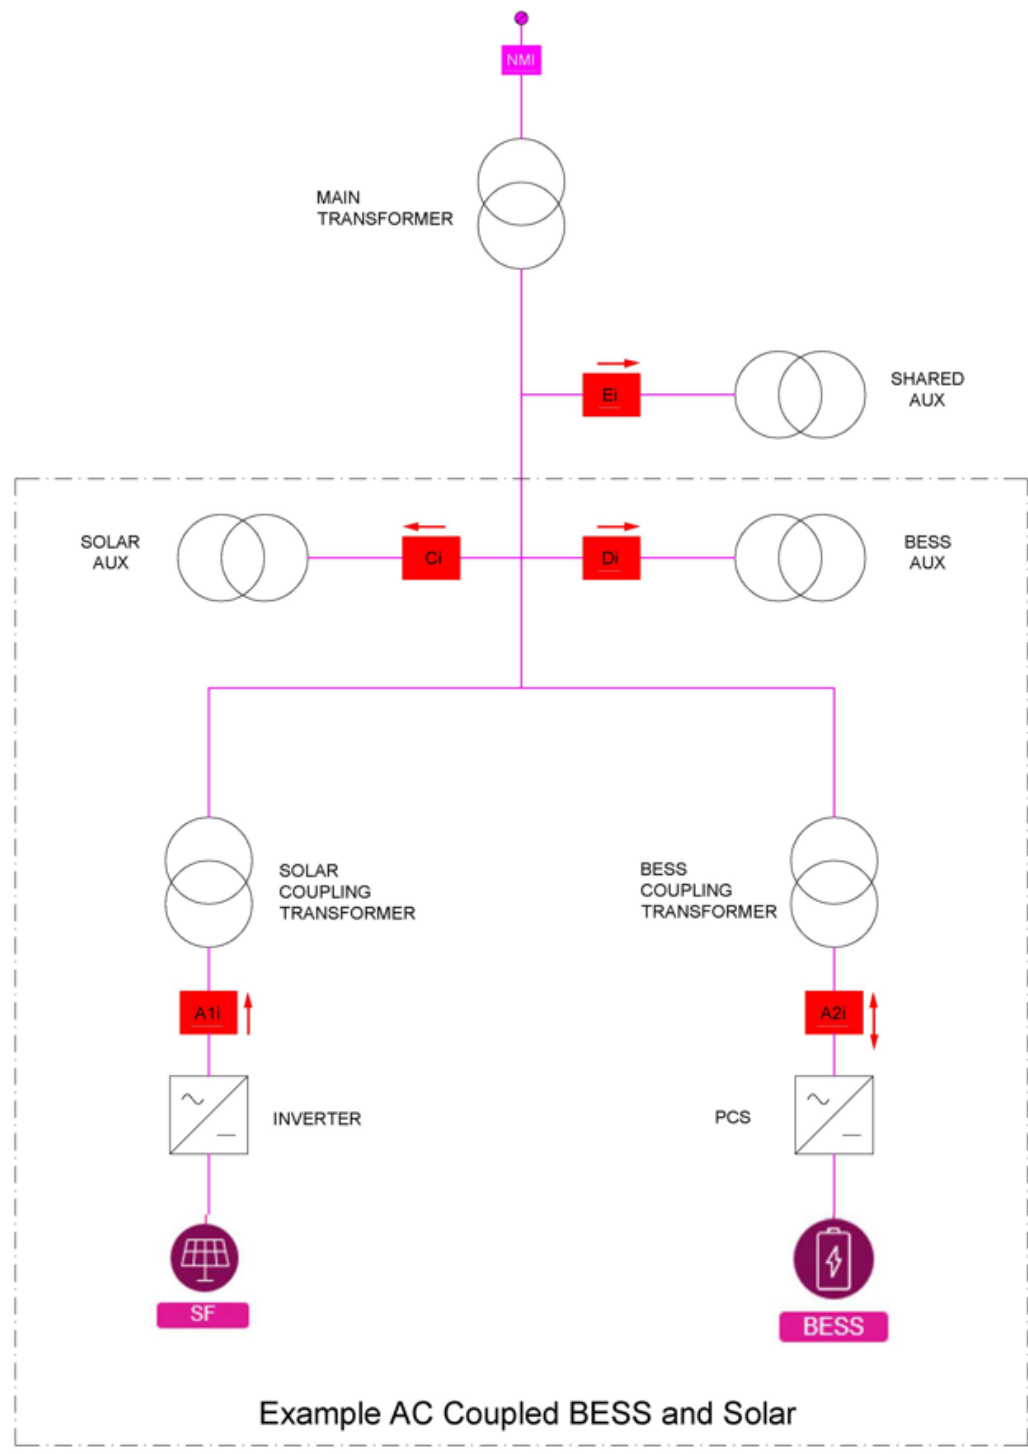 NMI
MAIN
TRANSFORMER
Ei
SHARED
AUX
SOLAR
AUX
Ci
Di
BESS
AUX
SOLAR
COUPLING
TRANSFORMER
BESS
COUPLING
TRANSFORMER
A1i
A2i
INVERTER
PCS
SF
BESS
Example AC Coupled BESS and Solar